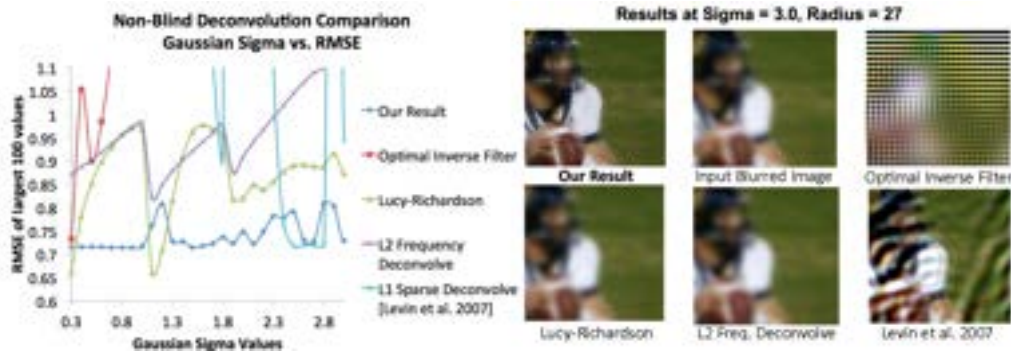 Non-Blind Deconvolution Comparison
Gaussian Sigma vs. RMSE
RMSE of largest 100 values
1.1
1.05
1
0.95
0.9
0.85
0.8
0.75
0.7
0.65
0.6
0.3
0.8
1.3
1.8
2.3
2.8
Gaussian Sigma Values
Our Result
Optimal Inverse Filter
Lucy-Richardson
L2 Frequency
Deconvolve
L1 Sparse Deconvolve
[Levin et al. 2007]
Results at Sigma = 3.0, Radius = 27
Our Result
Input Blurred Image
Optimal Inverse Filter
Lucy-Richardson
L2 Freq. Deconvolve
Levin et al. 2007